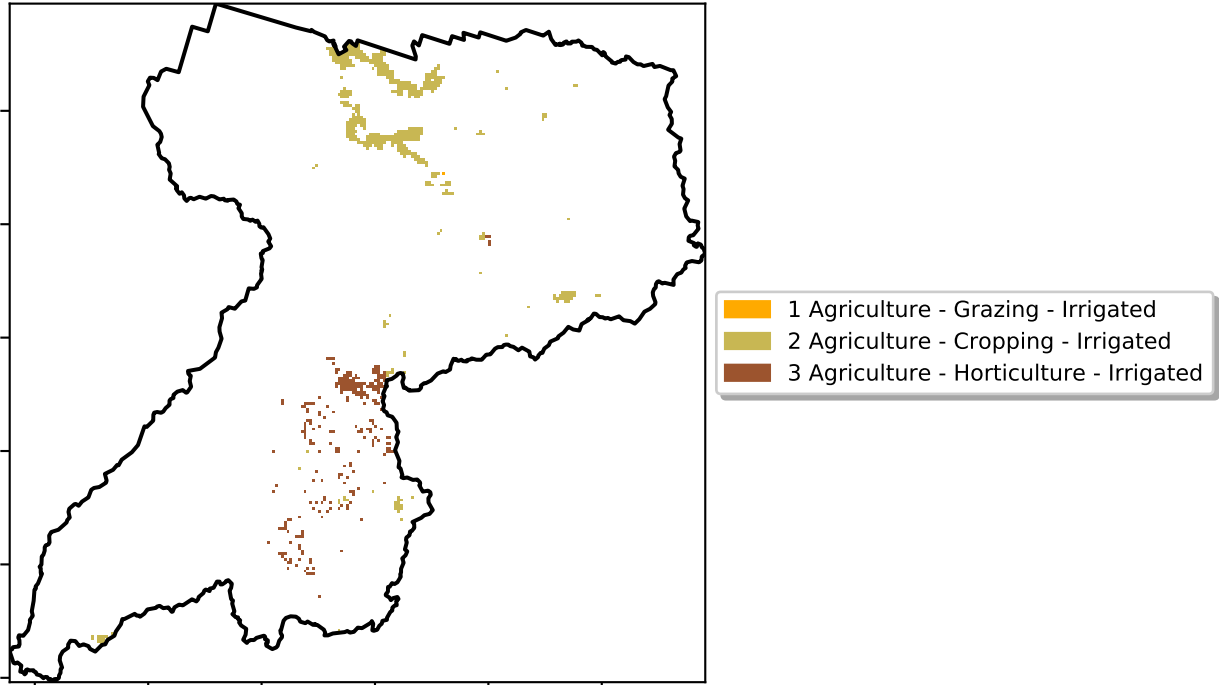 1 Agriculture - Grazing - Irrigated
2 Agriculture - Cropping - Irrigated
3 Agriculture - Horticulture - Irrigated